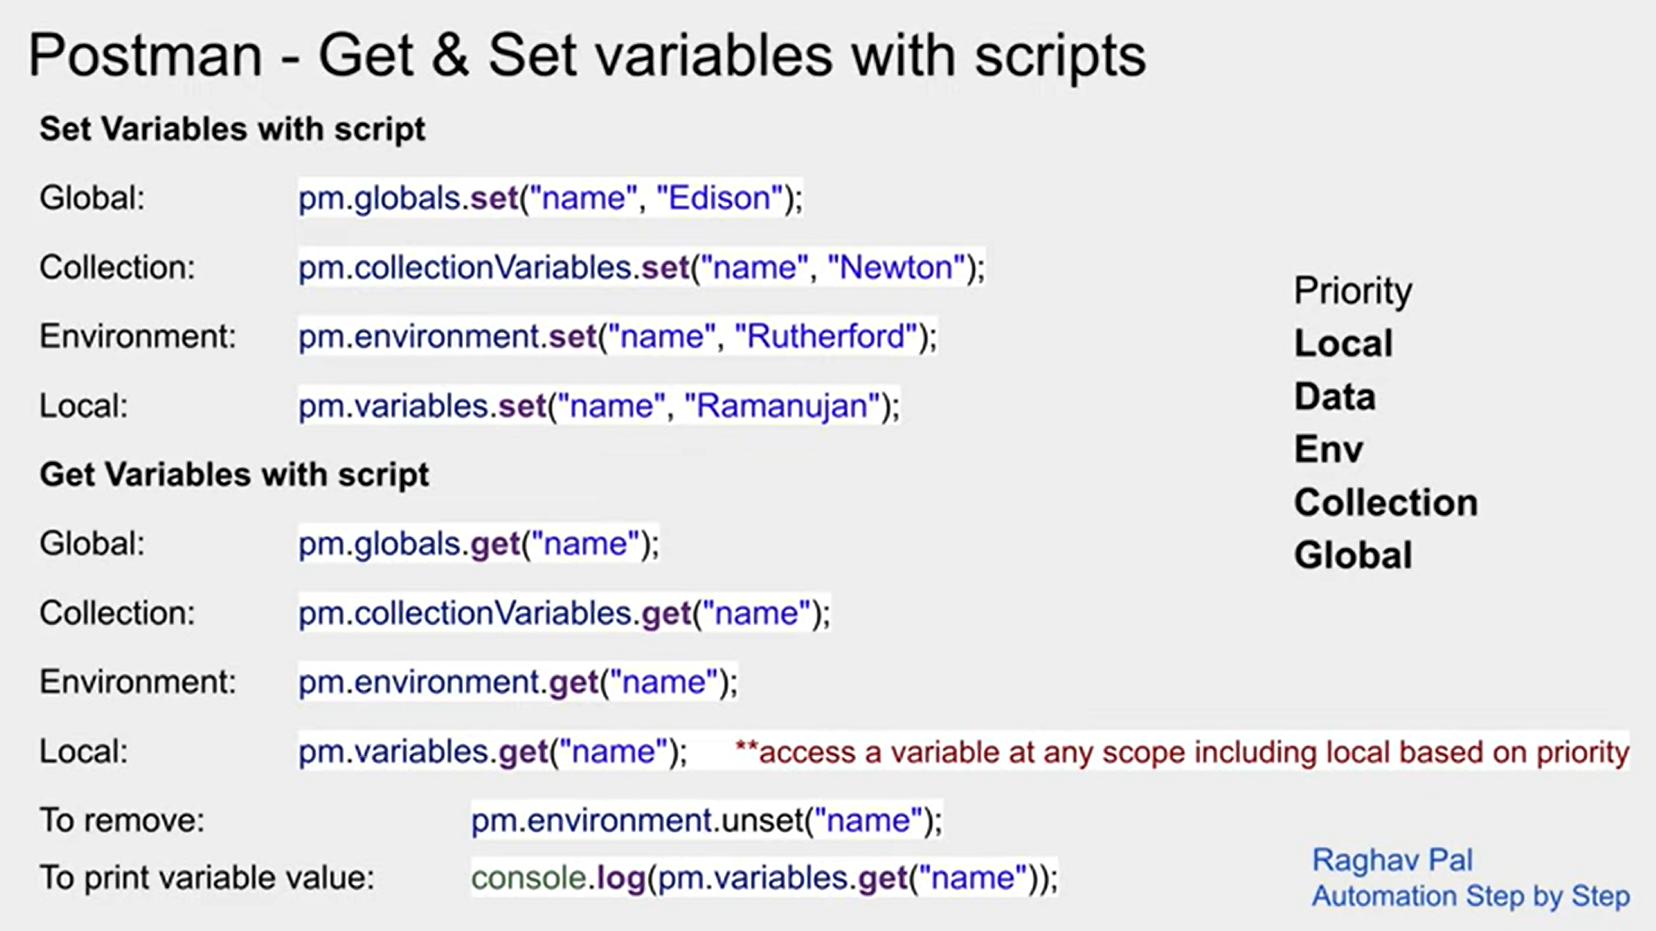 Postman - Get & Set variables with scripts
Set Variables with script
Global: pm.globals.set("name", "Edison");
Collection: pm.collectionVariables.set("name", "Newton");
Environment: pm.environment.set("name", "Rutherford");
Local: pm.variables.set("name", "Ramanujan");
Get Variables with script
Global: pm.globals.get("name");
Collection: pm.collectionVariables.get("name");
Environment: pm.environment.get("name");
Local: pm.variables.get("name"); **access a variable at any scope including local based on priority
To remove: pm.environment.unset("name");
To print variable value: console.log(pm.variables.get("name"));
Priority
Local
Data
Env
Collection
Global
Raghav Pal
Automation Step by Step